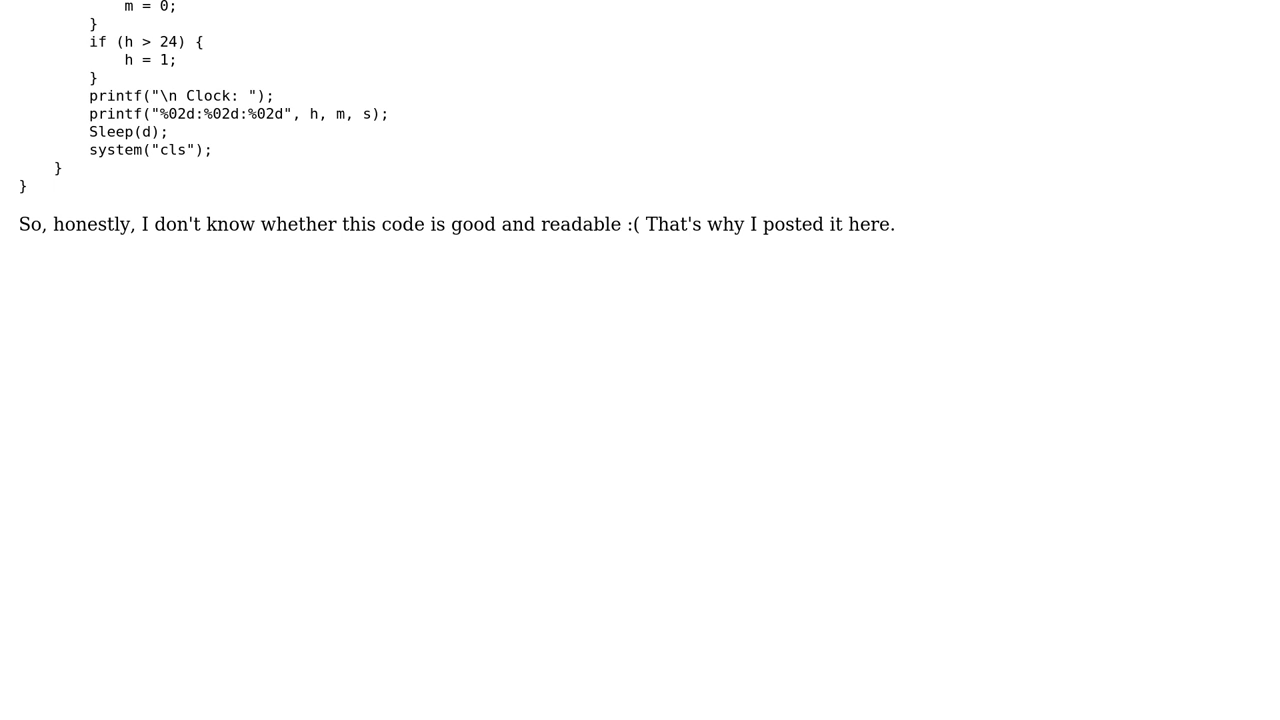 m = 0;
        }
        if (h > 24) {
            h = 1;
        }
        printf("\n Clock: ");
        printf("%02d:%02d:%02d", h, m, s);
        Sleep(d);
        system("cls");
    }
}
So, honestly, I don't know whether this code is good and readable :( That's why I posted it here.